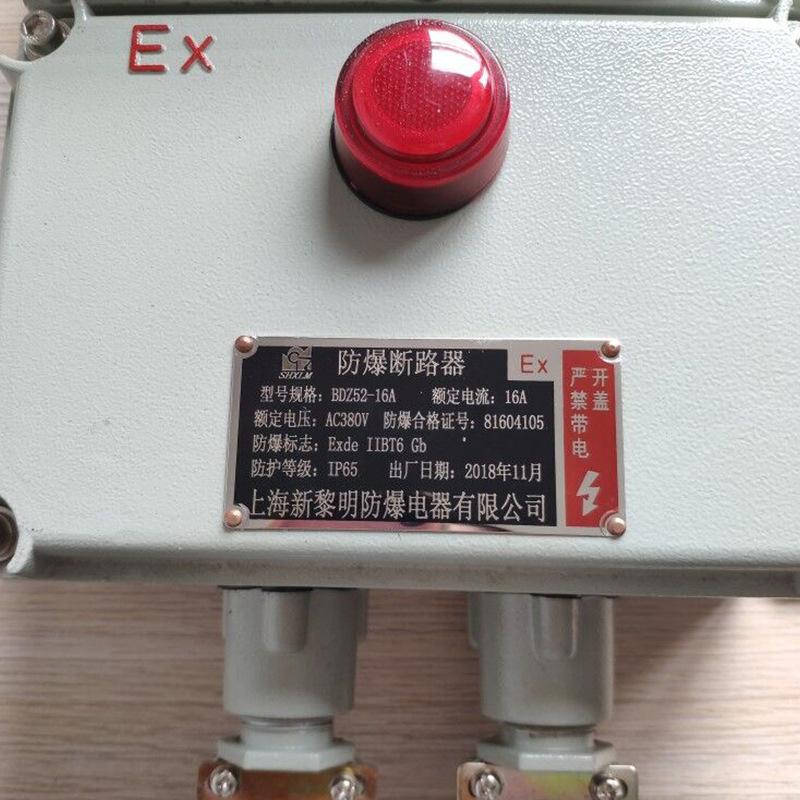 Ex
SHXLM
防爆断路器
Ex
型号规格: BDZ52-16A 额定电流: 16A
额定电压: AC380V 防爆合格证号: 81604105
防爆标志: Exde IIBT6 Gb
防护等级: IP65 出厂日期: 2018年11月
上海新黎明防爆电器有限公司
严禁带电
开盖